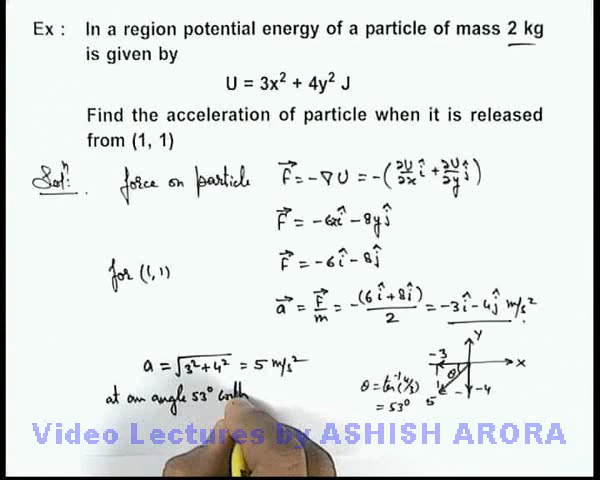 Ex : In a region potential energy of a particle of mass 2 kg
is given by
U = 3x² + 4y² J
Find the acceleration of particle when it is released
from (1, 1)
Solⁿ: force on particle F⃗ = -∇U = -(∂U/∂x î + ∂U/∂y ĵ)
F⃗ = -6xî - 8yĵ
for (1,1) F⃗ = -6î - 8ĵ
a⃗ = F⃗/m = -(6î + 8ĵ)/2 = -3î - 4ĵ m/s²
a = √3²+4² = 5 m/s²
at an angle 53° with
θ = tan⁻¹(4/3)
= 53°
Y
X
-3
θ
5
-4
Video Lectures by ASHISH ARORA